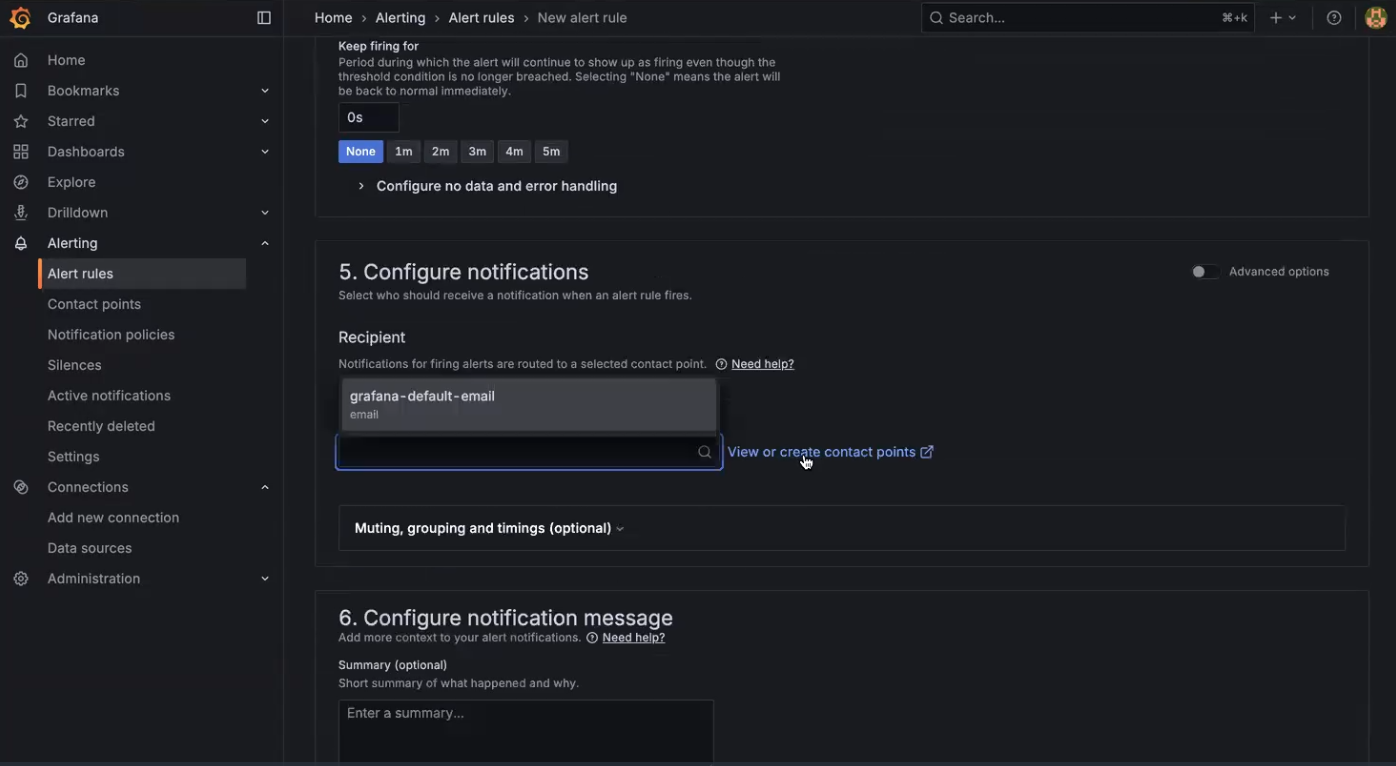 Grafana
Home › Alerting › Alert rules › New alert rule
Search...
⌘+k
Home
Bookmarks
Starred
Dashboards
Explore
Drilldown
Alerting
Alert rules
Contact points
Notification policies
Silences
Active notifications
Recently deleted
Settings
Connections
Add new connection
Data sources
Administration
Keep firing for
Period during which the alert will continue to show up as firing even though the
threshold condition is no longer breached. Selecting "None" means the alert will
be back to normal immediately.
0s
None 1m 2m 3m 4m 5m
Configure no data and error handling
5. Configure notifications
Advanced options
Select who should receive a notification when an alert rule fires.
Recipient
Notifications for firing alerts are routed to a selected contact point. Need help?
grafana-default-email
email
View or create contact points
Muting, grouping and timings (optional)
6. Configure notification message
Add more context to your alert notifications. Need help?
Summary (optional)
Short summary of what happened and why.
Enter a summary...